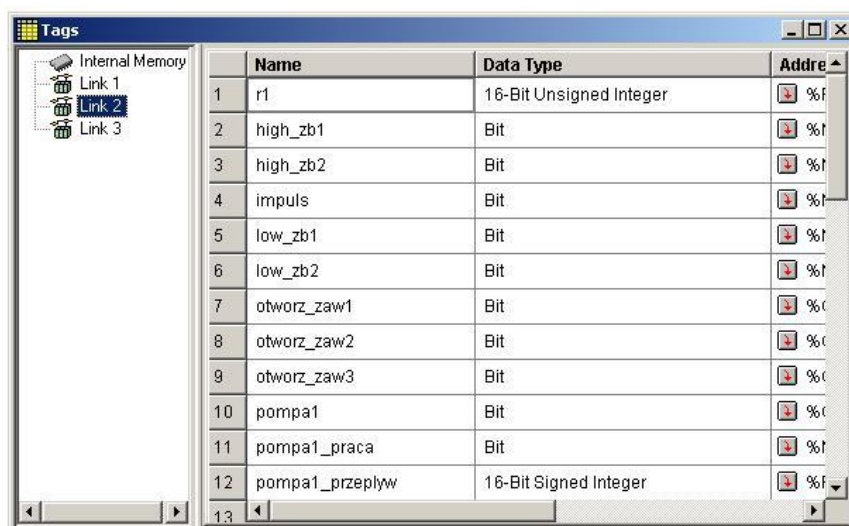 Tags
Internal Memory
Link 1
Link 2
Link 3
Name Data Type Addre
1 r1 16-Bit Unsigned Integer
2 high_zb1 Bit
3 high_zb2 Bit
4 impuls Bit
5 low_zb1 Bit
6 low_zb2 Bit
7 otworz_zaw1 Bit
8 otworz_zaw2 Bit
9 otworz_zaw3 Bit
10 pompa1 Bit
11 pompa1_praca Bit
12 pompa1_przeplyw 16-Bit Signed Integer
13